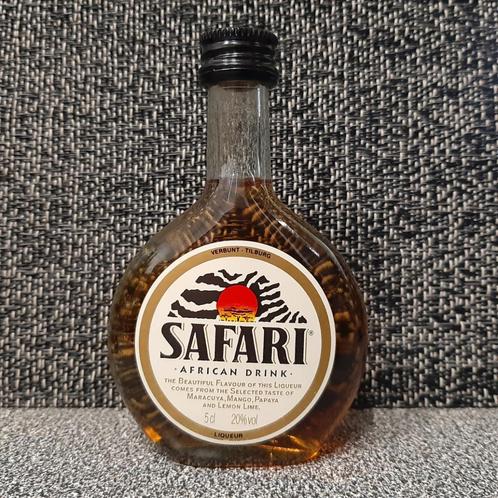 VERBUNT - TILBURG
SAFARI®
· AFRICAN DRINK ·
THE BEAUTIFUL FLAVOUR OF THIS LIQUEUR
COMES FROM THE SELECTED TASTE OF
MARACUYA, MANGO, PAPAYA
AND LEMON LIME.
5 cl 20% vol
LIQUEUR